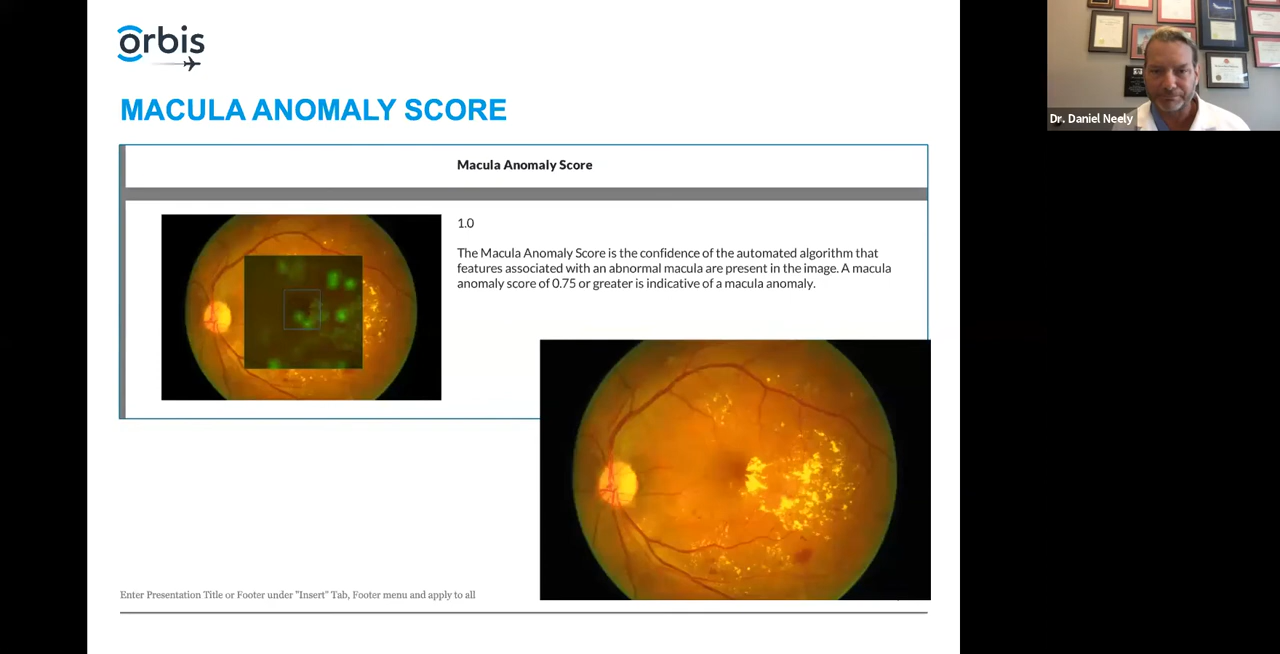 orbis
MACULA ANOMALY SCORE
Macula Anomaly Score
1.0
The Macula Anomaly Score is the confidence of the automated algorithm that
features associated with an abnormal macula are present in the image. A macula
anomaly score of 0.75 or greater is indicative of a macula anomaly.
Enter Presentation Title or Footer under "Insert" Tab, Footer menu and apply to all
Dr. Daniel Neely